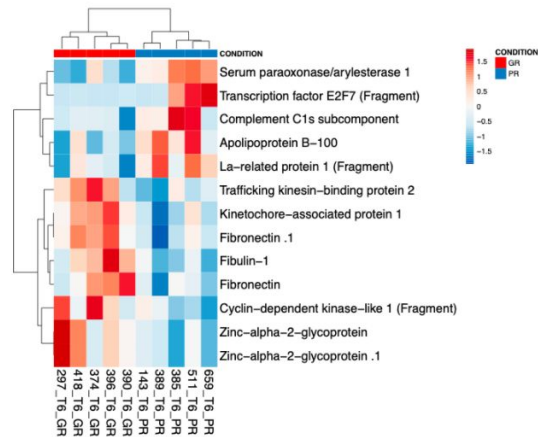 CONDITION
Serum paraoxonase/arylesterase 1
Transcription factor E2F7 (Fragment)
Complement C1s subcomponent
Apolipoprotein B-100
La-related protein 1 (Fragment)
Trafficking kinesin-binding protein 2
Kinetochore-associated protein 1
Fibronectin .1
Fibulin-1
Fibronectin
Cyclin-dependent kinase-like 1 (Fragment)
Zinc-alpha-2-glycoprotein
Zinc-alpha-2-glycoprotein .1
297_T6_GR
418_T6_GR
374_T6_GR
396_T6_GR
390_T6_GR
143_T6_PR
389_T6_PR
385_T6_PR
511_T6_PR
659_T6_PR
1.5
1
0.5
0
-0.5
-1
-1.5
CONDITION
GR
PR